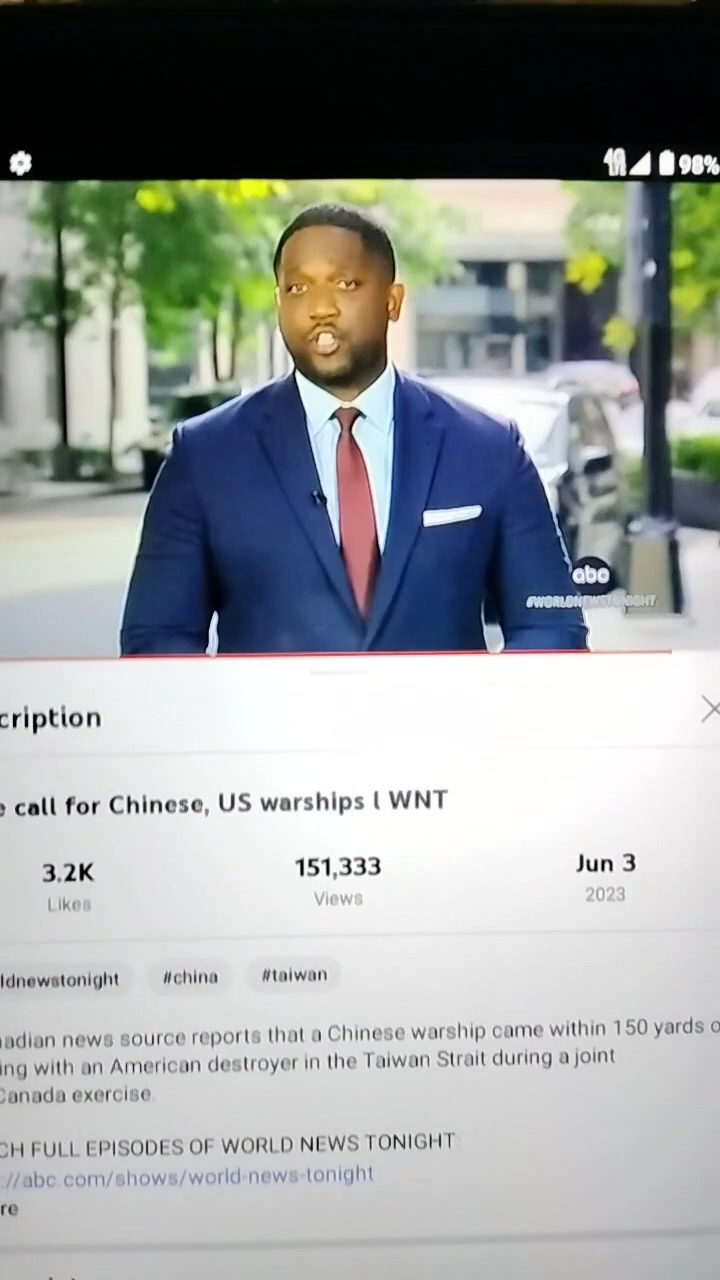 98%
abc
#WORLDNEWSTONIGHT
cription
e call for Chinese, US warships l WNT
3.2K
151,333
Jun 3
Likes
Views
2023
ldnewstonight
#china
#taiwan
nadian news source reports that a Chinese warship came within 150 yards o
ing with an American destroyer in the Taiwan Strait during a joint
Canada exercise.
CH FULL EPISODES OF WORLD NEWS TONIGHT:
://abc.com/shows/world-news-tonight
re